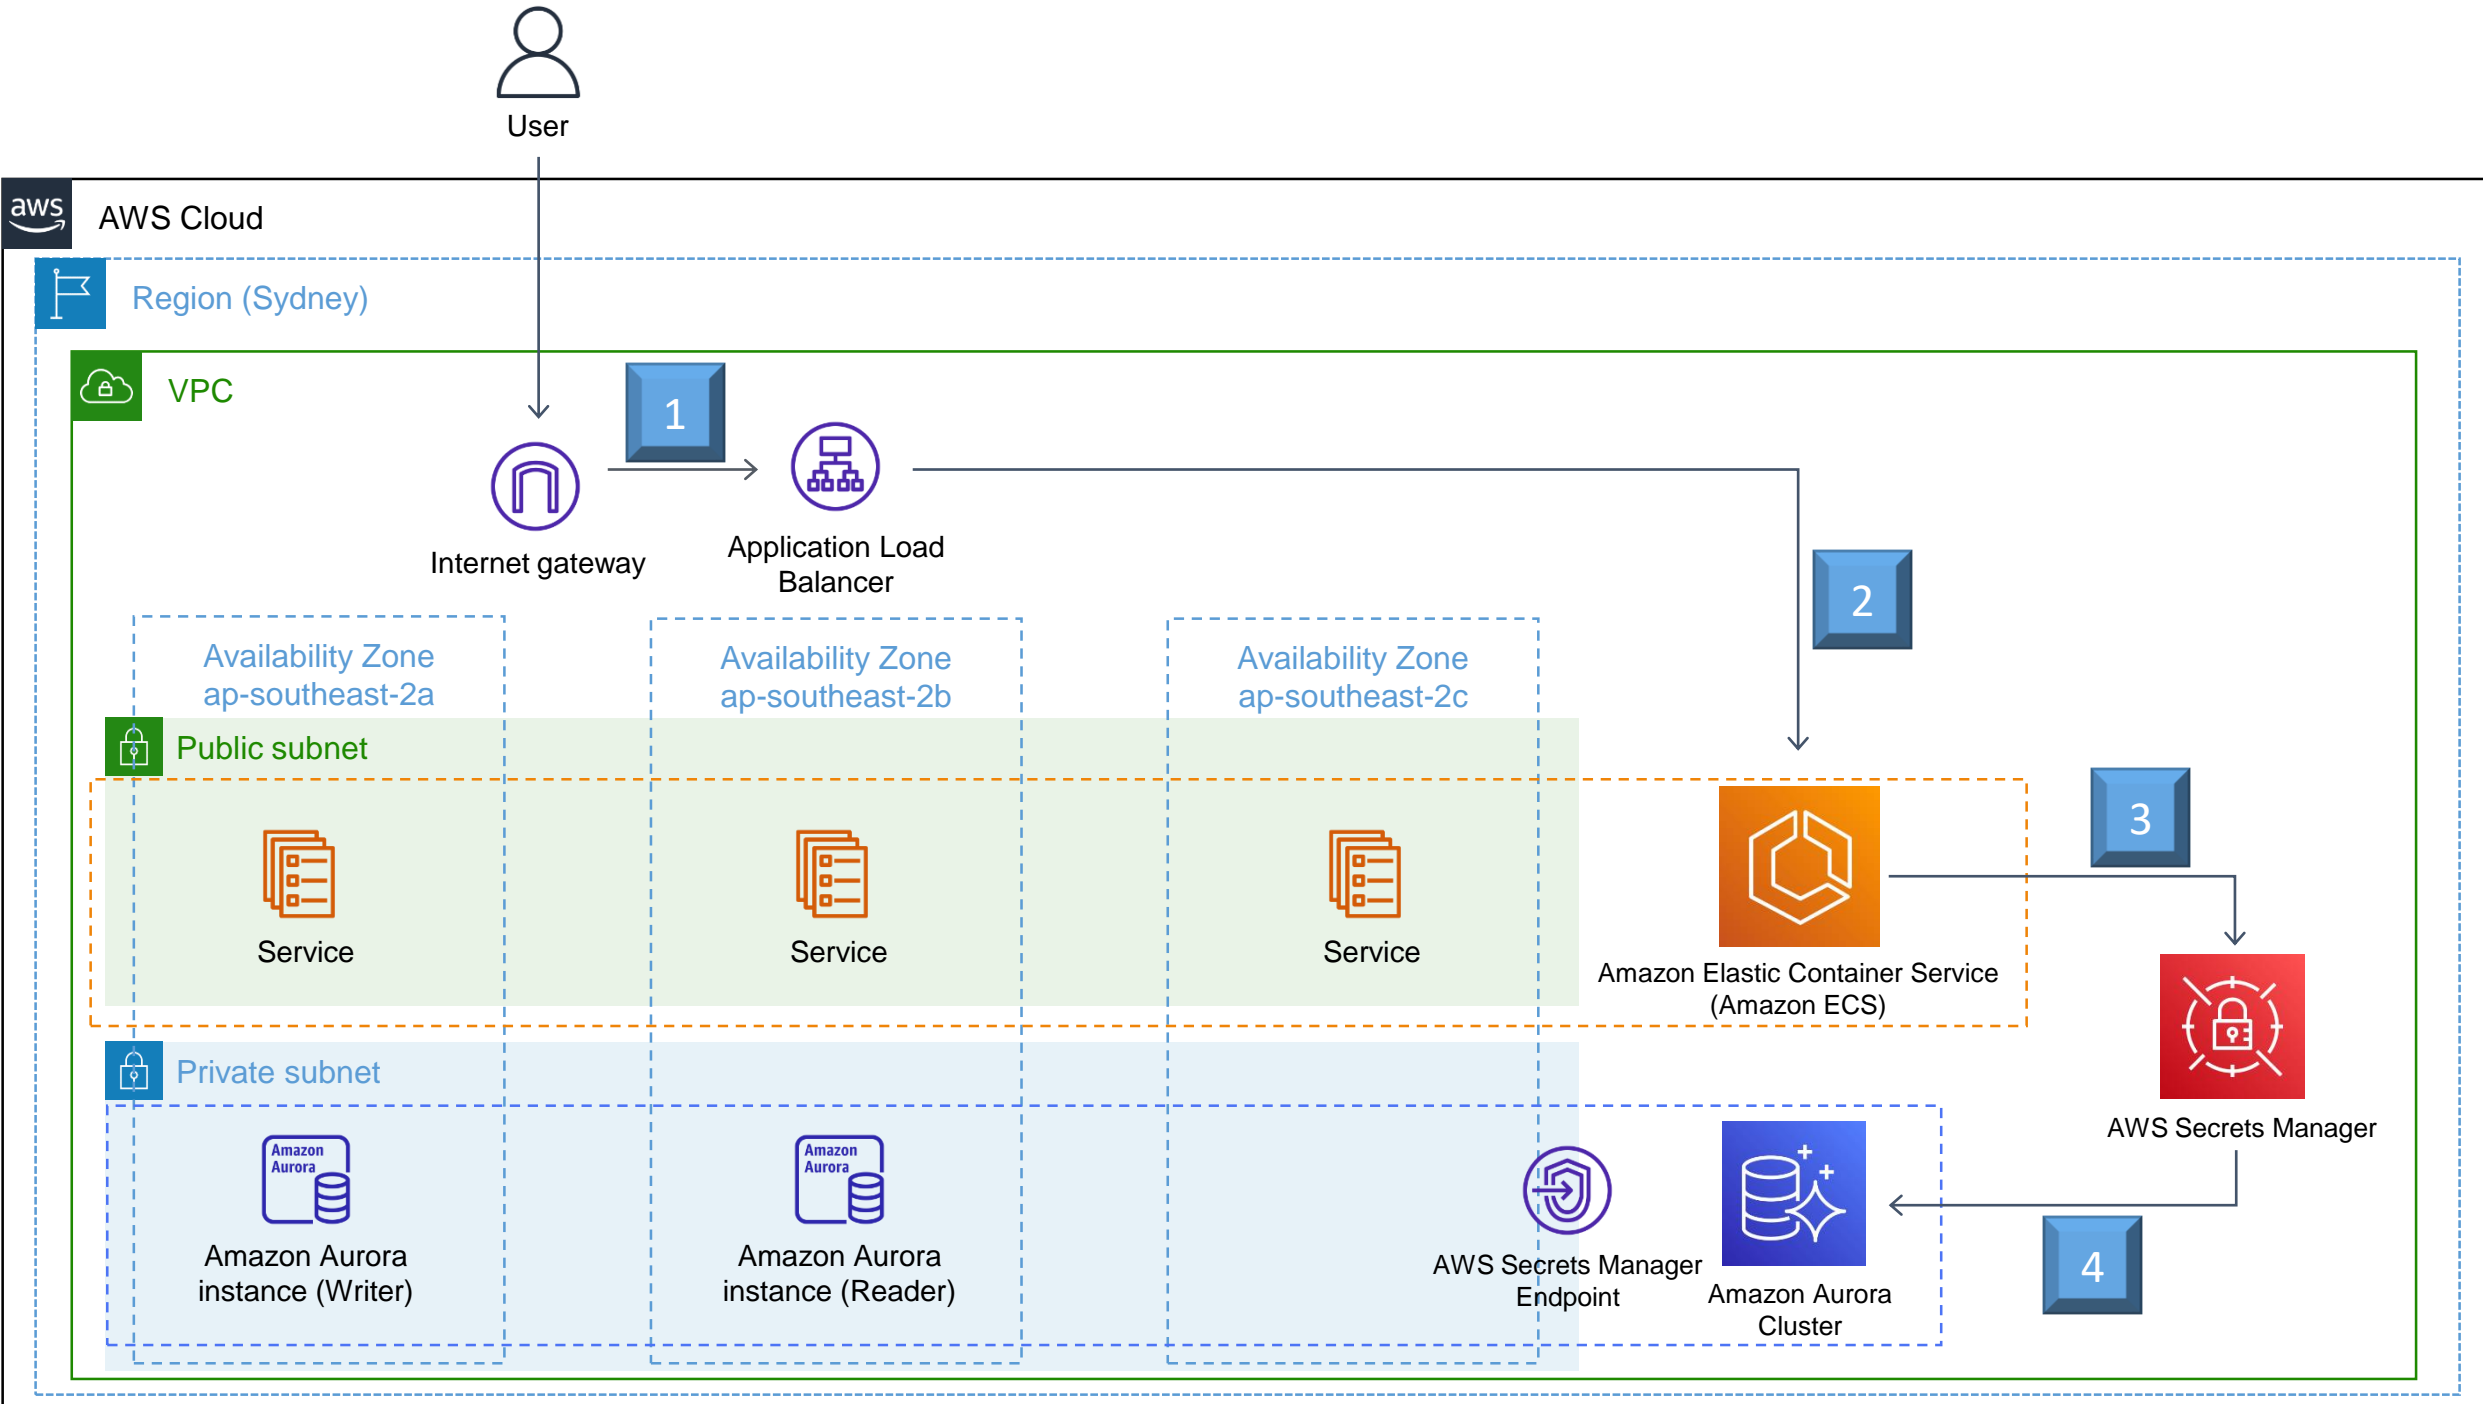 User
aws
AWS Cloud
Region (Sydney)
VPC
1
Internet gateway
Application Load
Balancer
2
Availability Zone
ap-southeast-2a
Availability Zone
ap-southeast-2b
Availability Zone
ap-southeast-2c
Public subnet
Service
Service
Service
Amazon Elastic Container Service
(Amazon ECS)
3
AWS Secrets Manager
Private subnet
Amazon
Aurora
Amazon Aurora
instance (Writer)
Amazon
Aurora
Amazon Aurora
instance (Reader)
AWS Secrets Manager
Endpoint
Amazon Aurora
Cluster
4